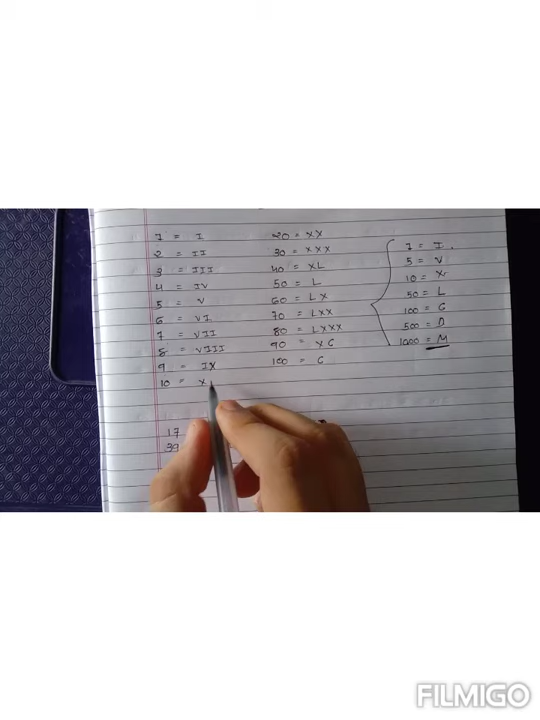 1 = I
2 = II
3 = III
4 = IV
5 = V
6 = VI
7 = VII
8 = VIII
9 = IX
10 = X
17
39
20 = XX
30 = XXX
40 = XL
50 = L
60 = LX
70 = LXX
80 = LXXX
90 = XC
100 = C
1 = I
5 = V
10 = X
50 = L
100 = C
500 = D
1000 = M
FILMIGO